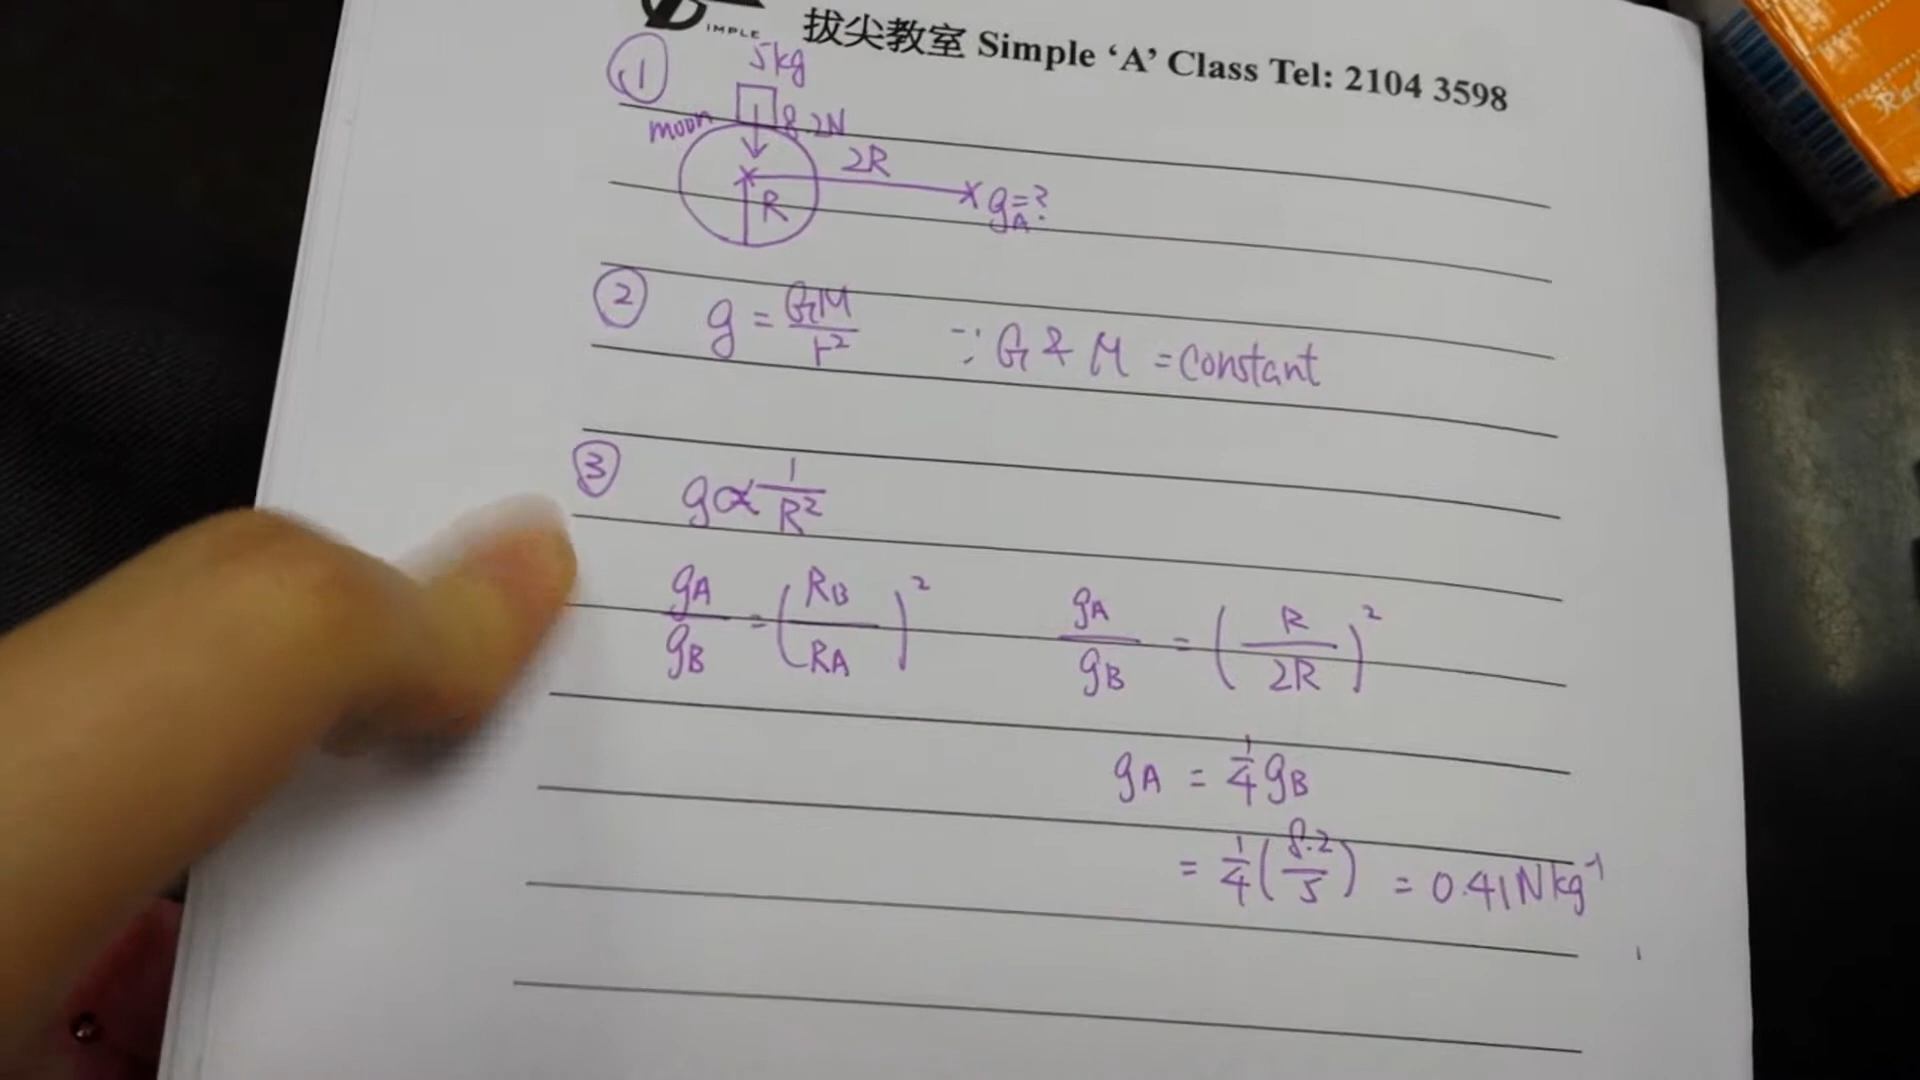 IMPLE 拔尖教室 Simple ‘A’ Class Tel: 2104 3598
① 5kg
moon 8.2N
2R
R gA=?
② g = GM/r² ∵ G & M = constant
③ g∝ 1/R²
gA/gB = (RB/RA)² gA/gB = (R/2R)²
gA = 1/4 gB
= 1/4 (8.2/5) = 0.41Nkg⁻¹